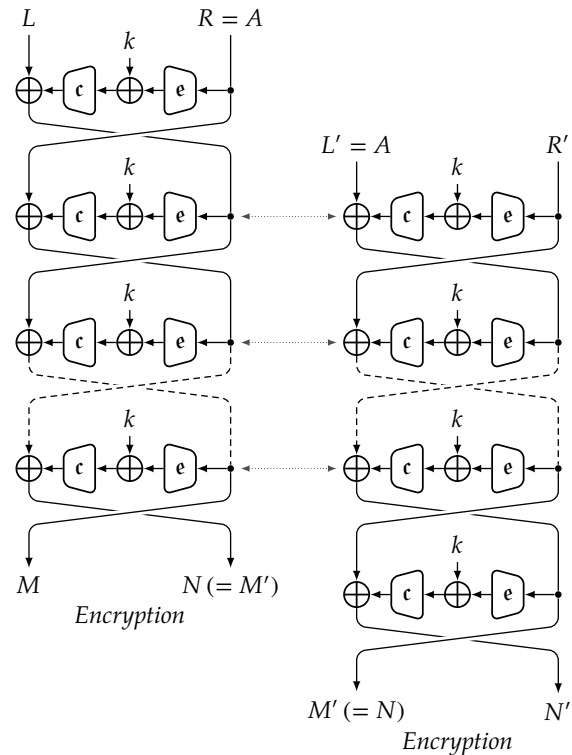 L R = A
k
c e
L′ = A R′
k k
c e c e
k k
c e c e
k k
c e c e
k
c e
M N (= M′)
Encryption
M′ (= N) N′
Encryption